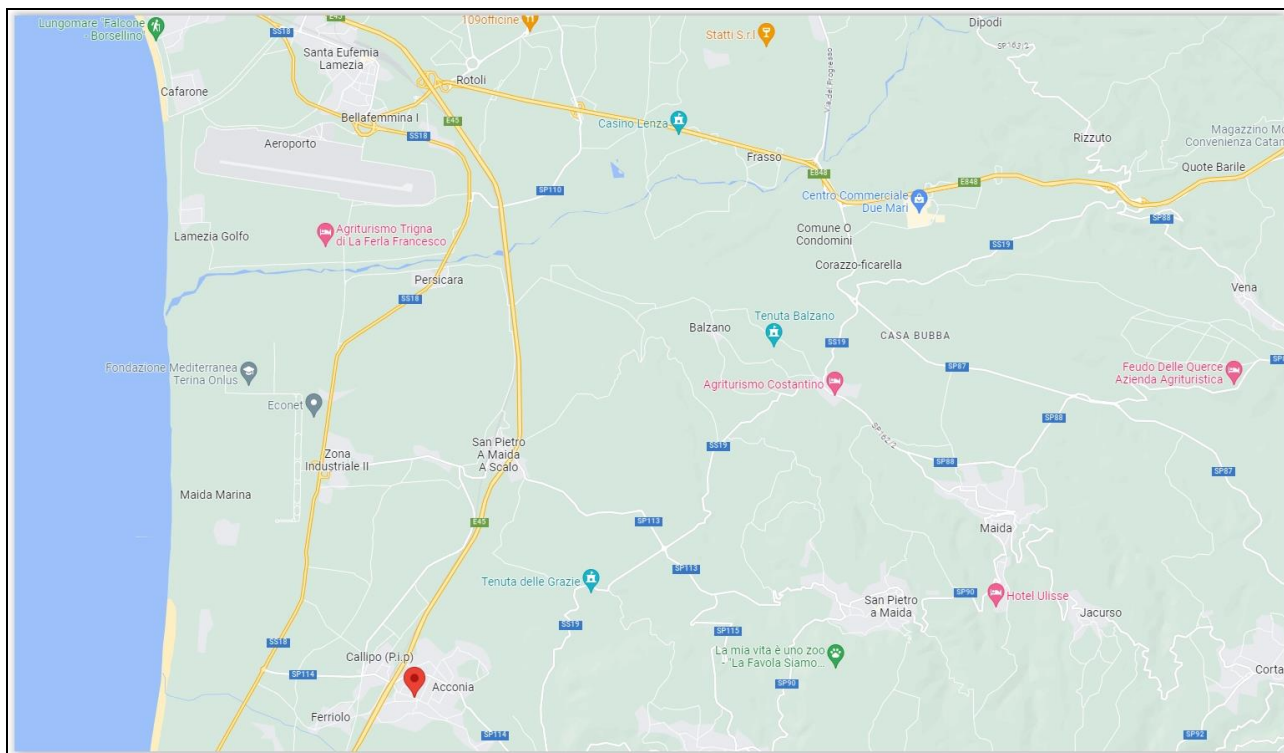 Lungomare "Falcone
- Borsellino"
E45
SS18
109officine
Statti S.r.l
Dipodi
SP163/2
Santa Eufemia
Lamezia
Rotoli
Cafarone
Via del Progresso
Bellafemmina I
E45
Casino Lenza
SS18
Aeroporto
Frasso
Rizzuto
Magazzino Mo
Convenienza Catan
Quote Barile
E848
E848
SP110
Centro Commerciale
Due Mari
SP88
Lamezia Golfo
Agriturismo Trigna
di La Ferla Francesco
Comune O
Condomini
SS19
Corazzo-ficarella
Persicara
SS18
Vena
Tenuta Balzano
Balzano
CASA BUBBA
SS19
Fondazione Mediterranea
Terina Onlus
SP87
Feudo Delle Querce
Azienda Agrituristica
Agriturismo Costantino
Econet
SP88
San Pietro
A Maida
A Scalo
SP162/2
SS19
Zona
Industriale II
SP88
SP87
Maida Marina
E45
SP113
Maida
SP113
Tenuta delle Grazie
San Pietro
a Maida
SP90
Hotel Ulisse
Jacurso
SS19
SP115
SS18
La mia vita è uno zoo
- "La Favola Siamo...
Callipo (P.i.p)
SP114
Acconia
SP90
Corta
Ferriolo
SP114
SP92